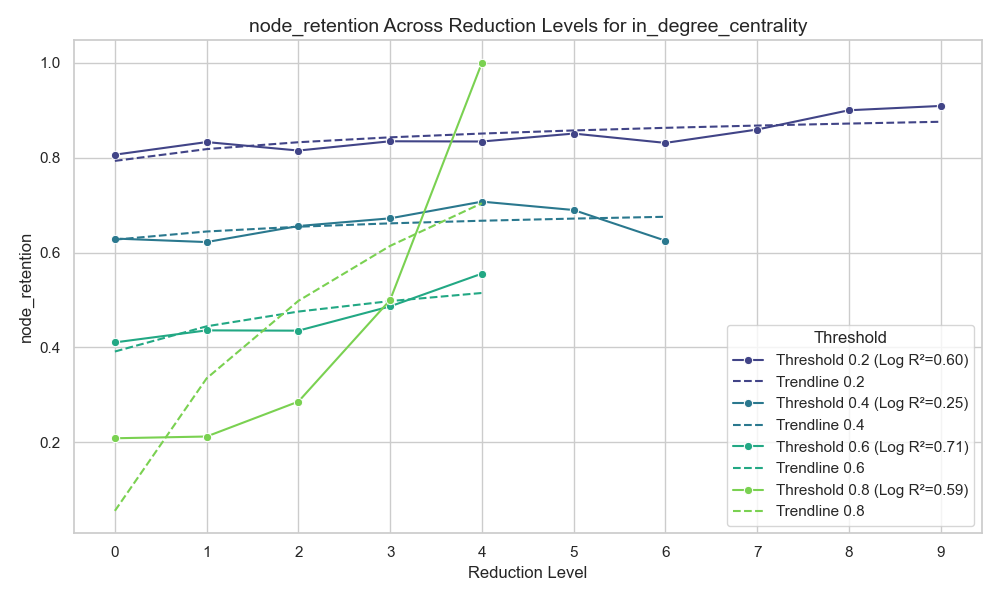 node_retention Across Reduction Levels for in_degree_centrality
node_retention
1.0
0.8
0.6
0.4
0.2
0 1 2 3 4 5 6 7 8 9
Reduction Level
Threshold
Threshold 0.2 (Log R²=0.60)
Trendline 0.2
Threshold 0.4 (Log R²=0.25)
Trendline 0.4
Threshold 0.6 (Log R²=0.71)
Trendline 0.6
Threshold 0.8 (Log R²=0.59)
Trendline 0.8